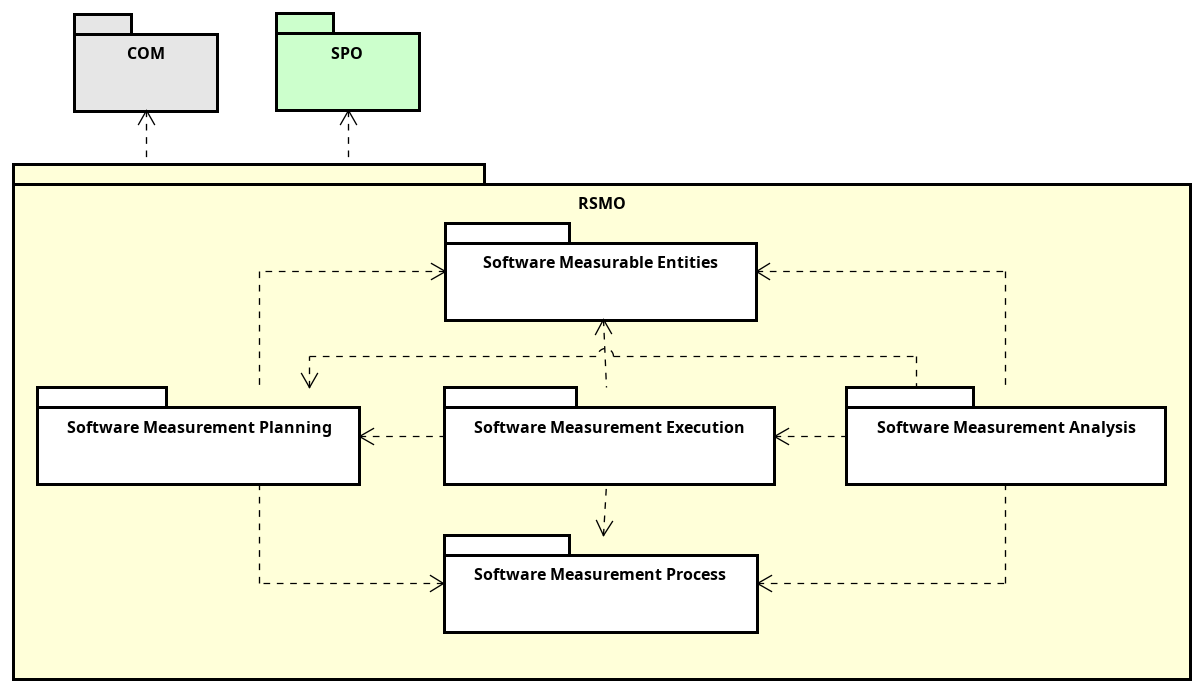 COM
SPO
RSMO
Software Measurable Entities
Software Measurement Planning
Software Measurement Execution
Software Measurement Analysis
Software Measurement Process